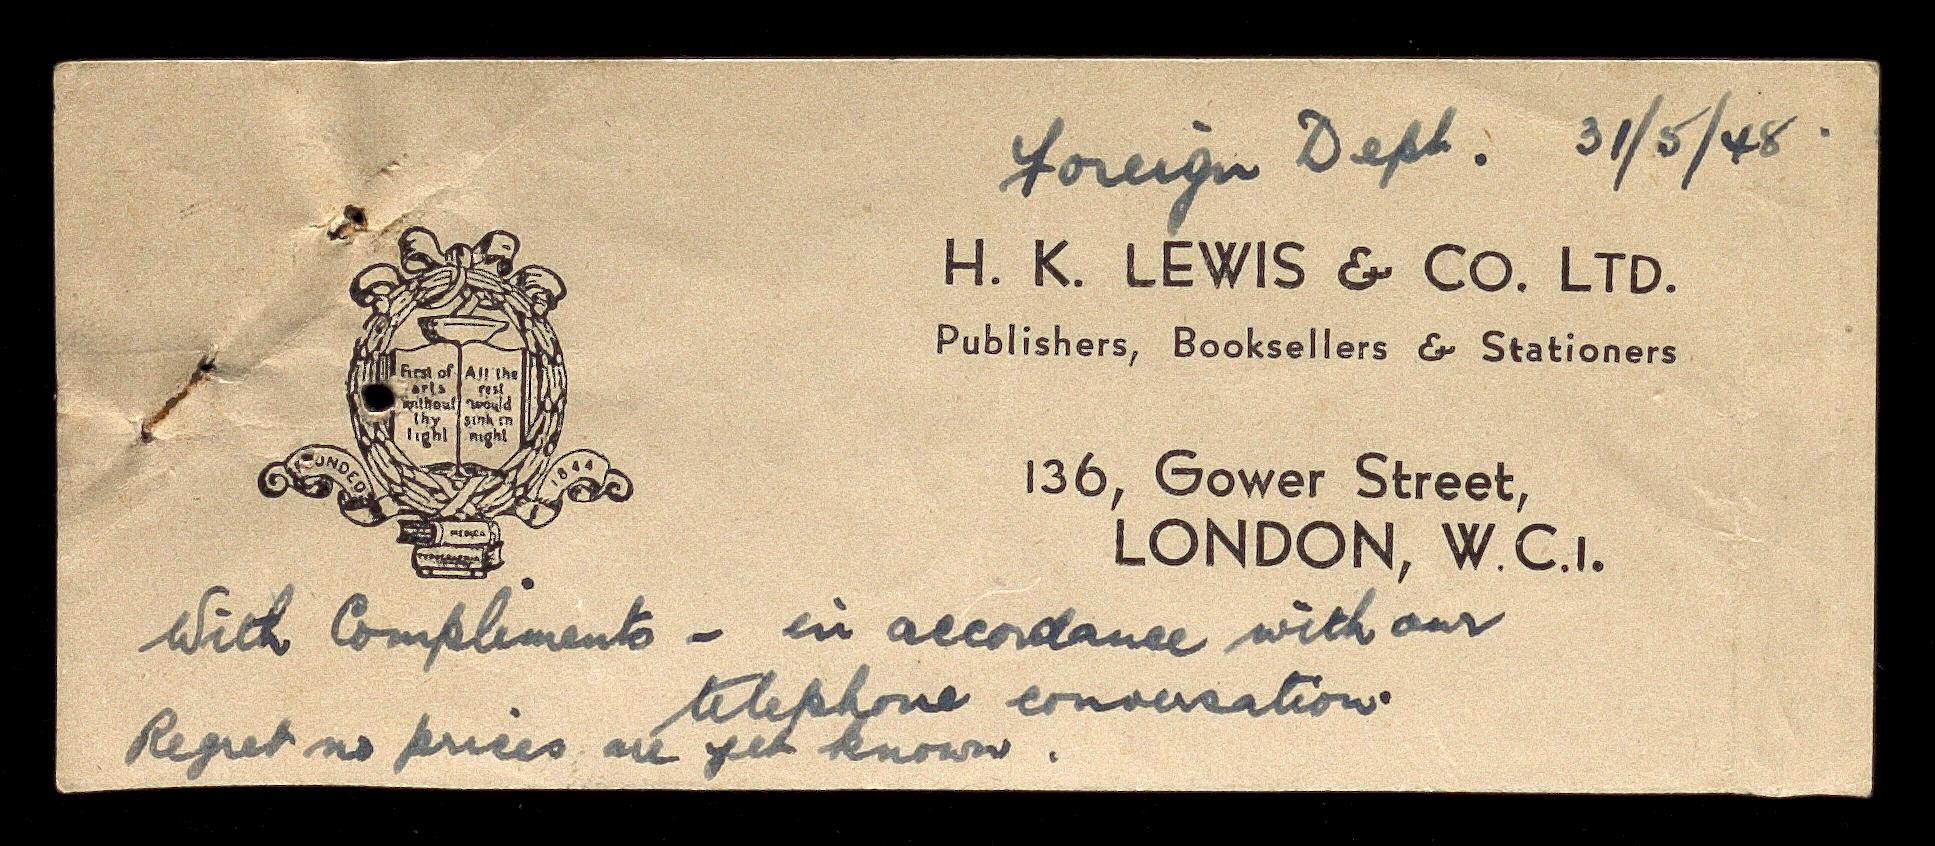 Foreign Dept. 31/5/48.
H. K. LEWIS & CO. LTD.
Publishers, Booksellers & Stationers
136, Gower Street,
LONDON, W.C.1.
First of
arts
without
thy
light
All the
rest
would
sink in
night
FOUNDED
1844
MEDICA
With Compliments - in accordance with our
telephone conversation.
Regret no prices are yet known.